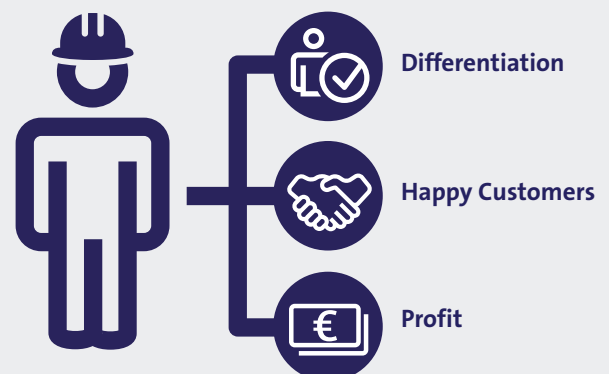 Differentiation
Happy Customers
€
Profit